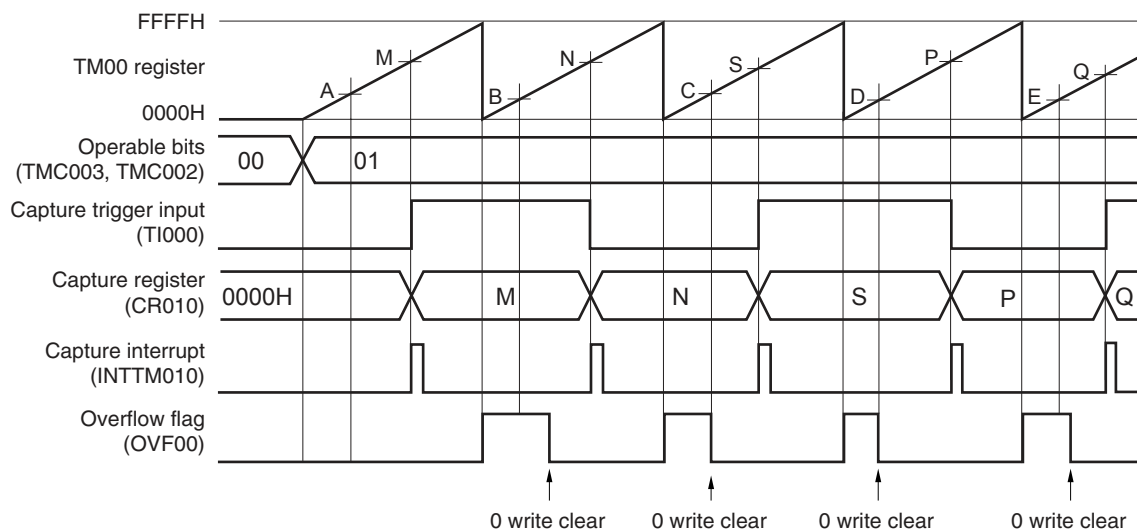 FFFFH
TM00 register
0000H
A M B N C S D P E Q
Operable bits
(TMC003, TMC002)
00 01
Capture trigger input
(TI000)
Capture register
(CR010)
0000H M N S P Q
Capture interrupt
(INTTM010)
Overflow flag
(OVF00)
0 write clear 0 write clear 0 write clear 0 write clear